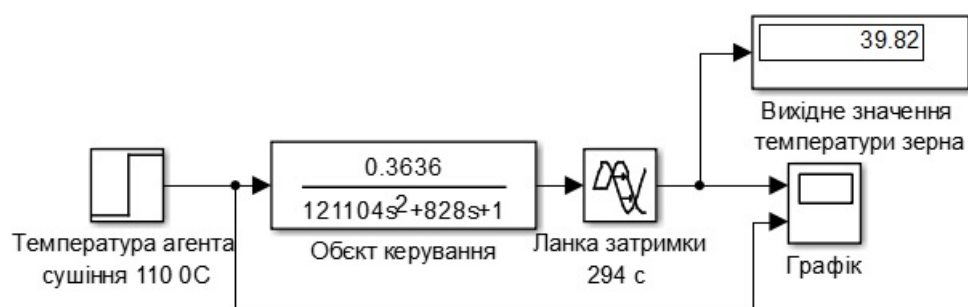 39.82
Вихідне значення
температури зерна
0.3636
121104s²+828s+1
Температура агента
сушіння 110 0С
Обєкт керування
Ланка затримки
294 с
Графік